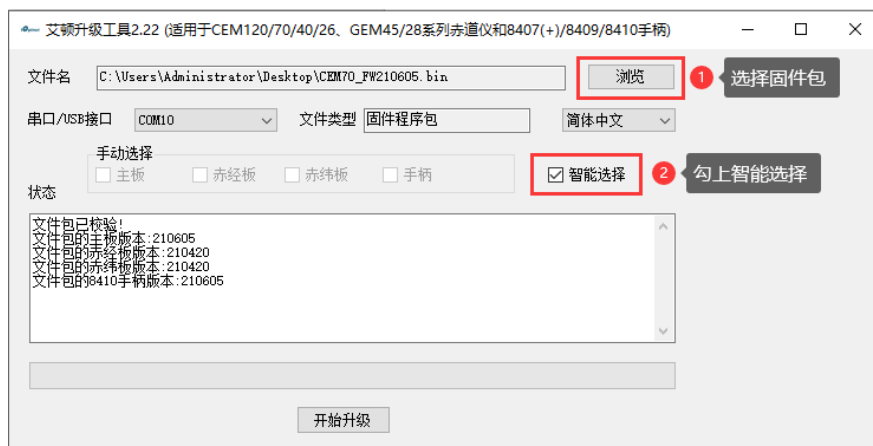 艾顿升级工具2.22 (适用于CEM120/70/40/26、GEM45/28系列赤道仪和8407(+)/8409/8410手柄)
文件名 C:\Users\Administrator\Desktop\CEM70_FW210605.bin 浏览 1 选择固件包
串口/USB接口 COM10 文件类型 固件程序包 简体中文
手动选择
主板 赤经板 赤纬板 手柄 智能选择 2 勾上智能选择
状态
文件包已校验!
文件包的主板版本:210605
文件包的赤经板版本:210420
文件包的赤纬板版本:210420
文件包的8410手柄版本:210605
开始升级